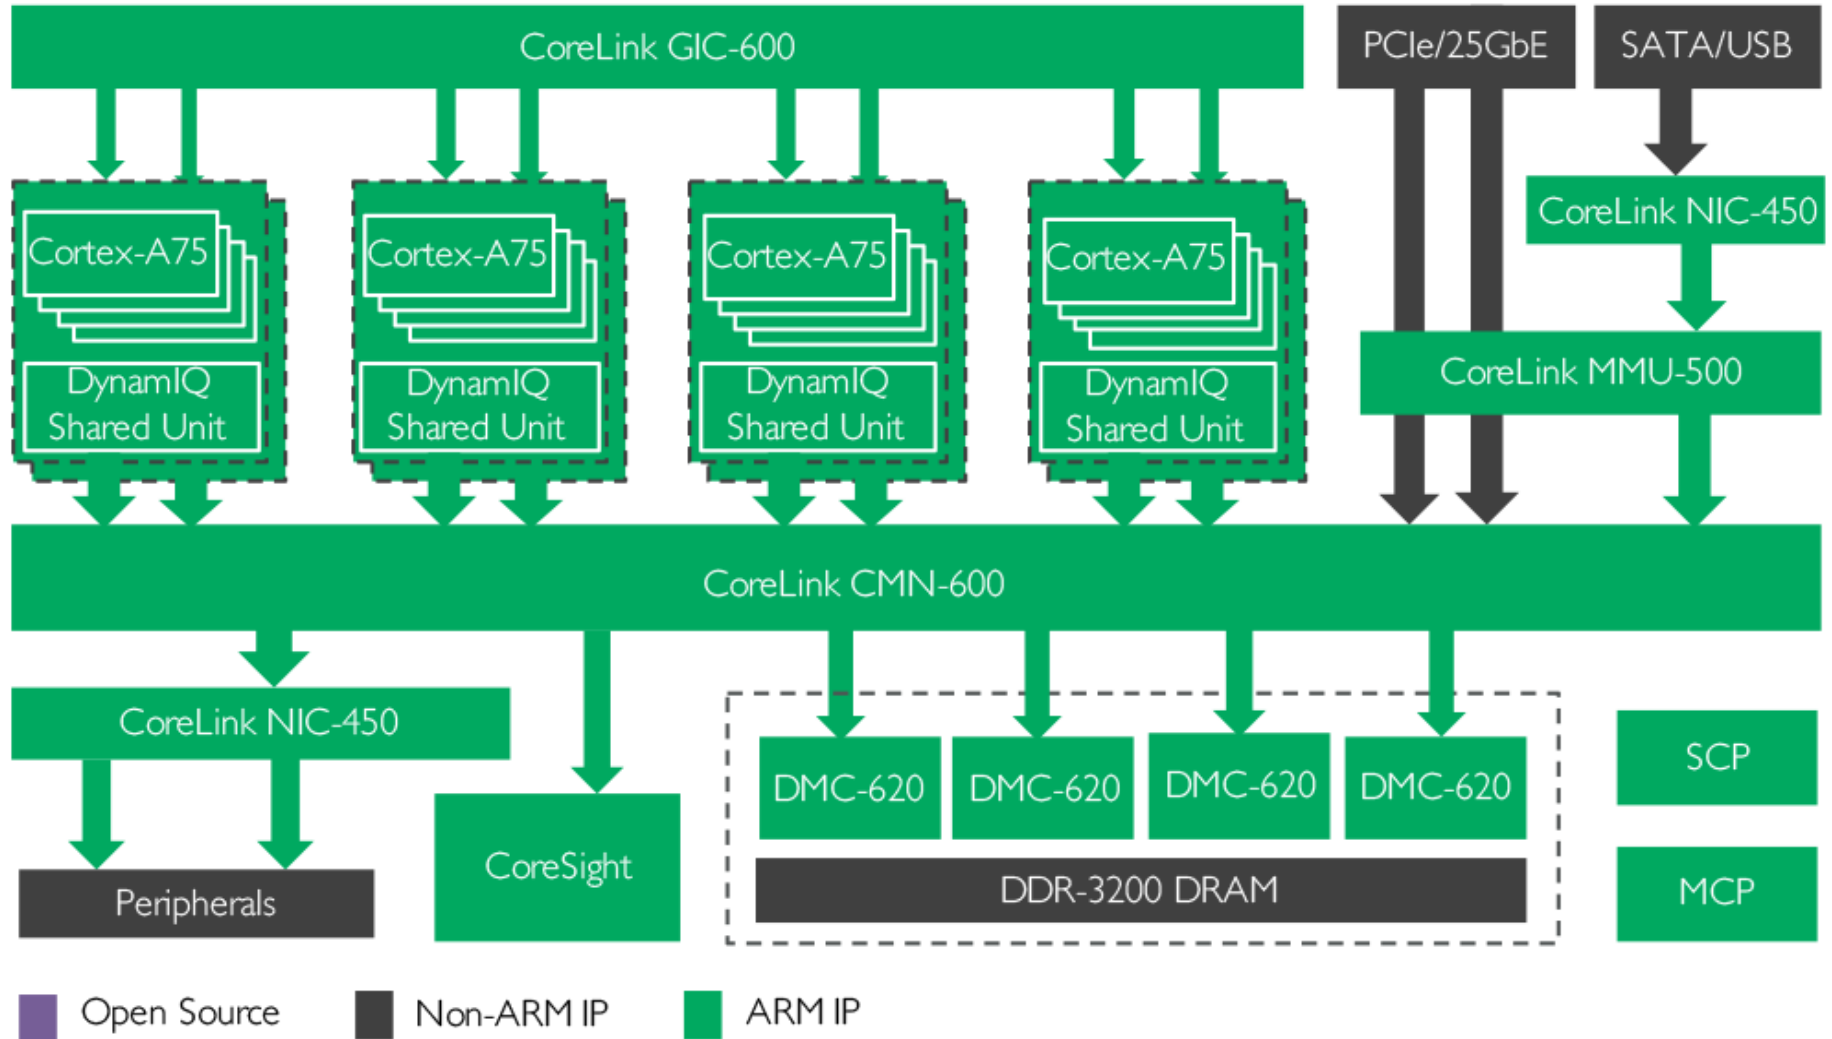 CoreLink GIC-600
PCIe/25GbE
SATA/USB
CoreLink NIC-450
Cortex-A75
Cortex-A75
Cortex-A75
Cortex-A75
DynamIQ
Shared Unit
DynamIQ
Shared Unit
DynamIQ
Shared Unit
DynamIQ
Shared Unit
CoreLink MMU-500
CoreLink CMN-600
CoreLink NIC-450
DMC-620
DMC-620
DMC-620
DMC-620
SCP
CoreSight
Peripherals
DDR-3200 DRAM
MCP
Open Source
Non-ARM IP
ARM IP